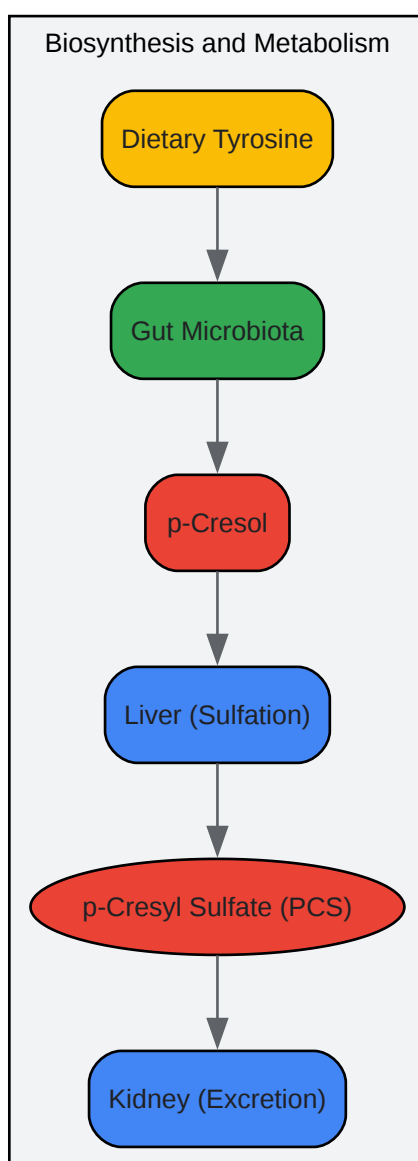 Biosynthesis and Metabolism
Dietary Tyrosine
Gut Microbiota
p-Cresol
Liver (Sulfation)
p-Cresyl Sulfate (PCS)
Kidney (Excretion)